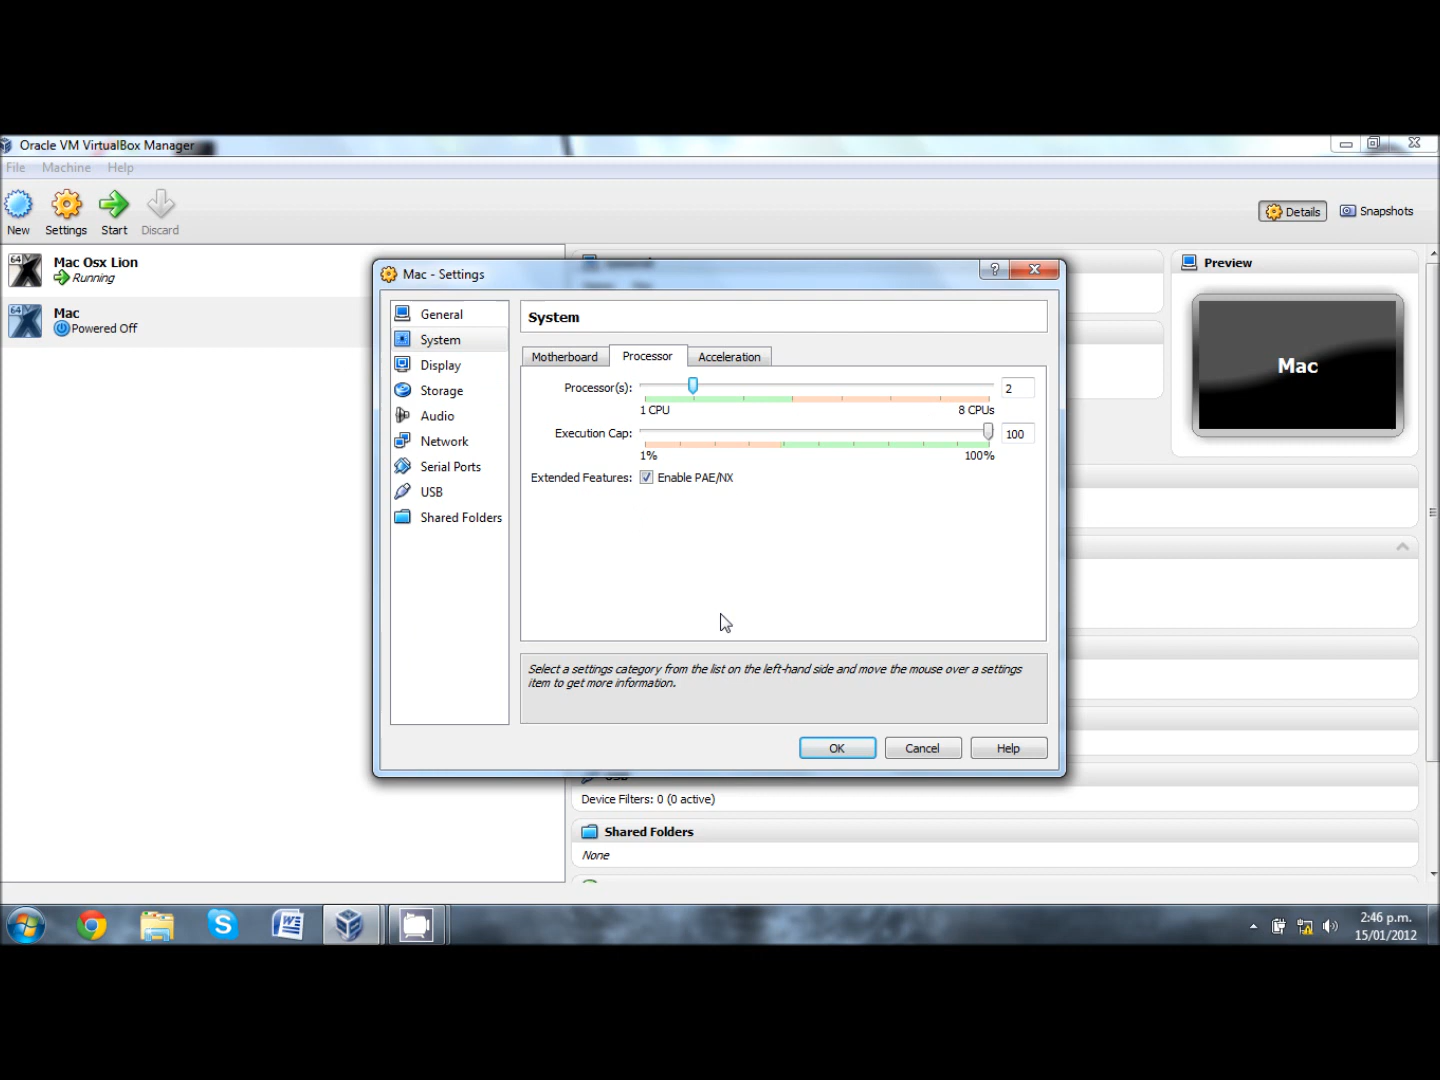 Oracle VM VirtualBox Manager
File Machine Help
New Settings Start Discard
Details Snapshots
64 Mac Osx Lion
Running
64 Mac
Powered Off
Mac - Settings
General
System
Display
Storage
Audio
Network
Serial Ports
USB
Shared Folders
System
Motherboard Processor Acceleration
Processor(s): 2
1 CPU 8 CPUs
Execution Cap: 100
1% 100%
Extended Features: Enable PAE/NX
Select a settings category from the list on the left-hand side and move the mouse over a settings
item to get more information.
OK Cancel Help
Preview
Mac
Device Filters: 0 (0 active)
Shared Folders
None
2:46 p.m.
15/01/2012